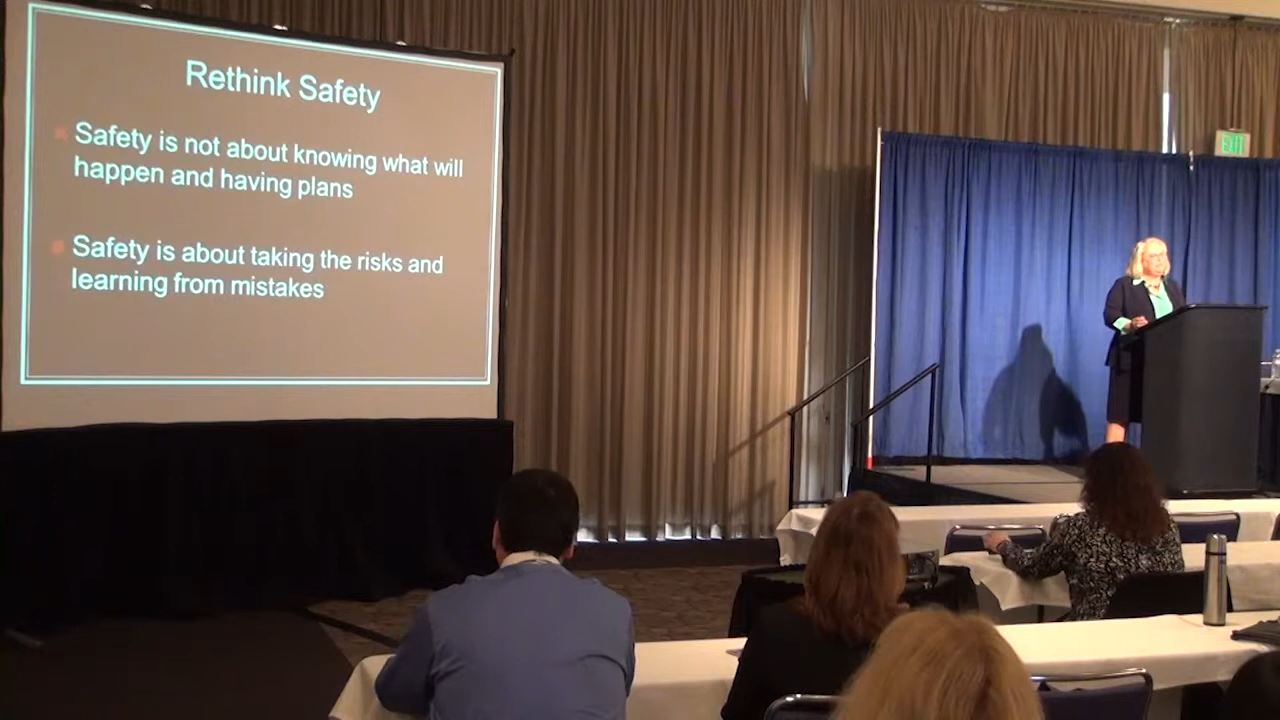 Rethink Safety
Safety is not about knowing what will
happen and having plans
Safety is about taking the risks and
learning from mistakes
EXIT